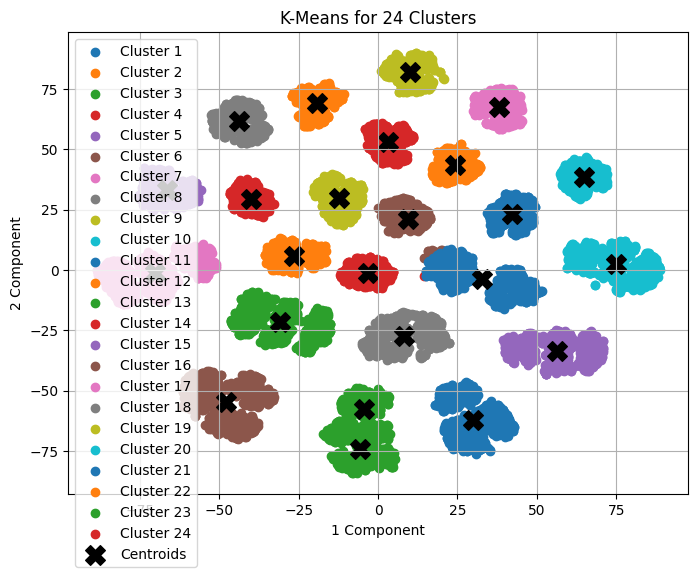 K-Means for 24 Clusters
Cluster 1
Cluster 2
Cluster 3
Cluster 4
Cluster 5
Cluster 6
Cluster 7
Cluster 8
Cluster 9
Cluster 10
Cluster 11
Cluster 12
Cluster 13
Cluster 14
Cluster 15
Cluster 16
Cluster 17
Cluster 18
Cluster 19
Cluster 20
Cluster 21
Cluster 22
Cluster 23
Cluster 24
Centroids
2 Component
75
50
25
0
−25
−50
−75
−50
−25
0
25
50
75
1 Component